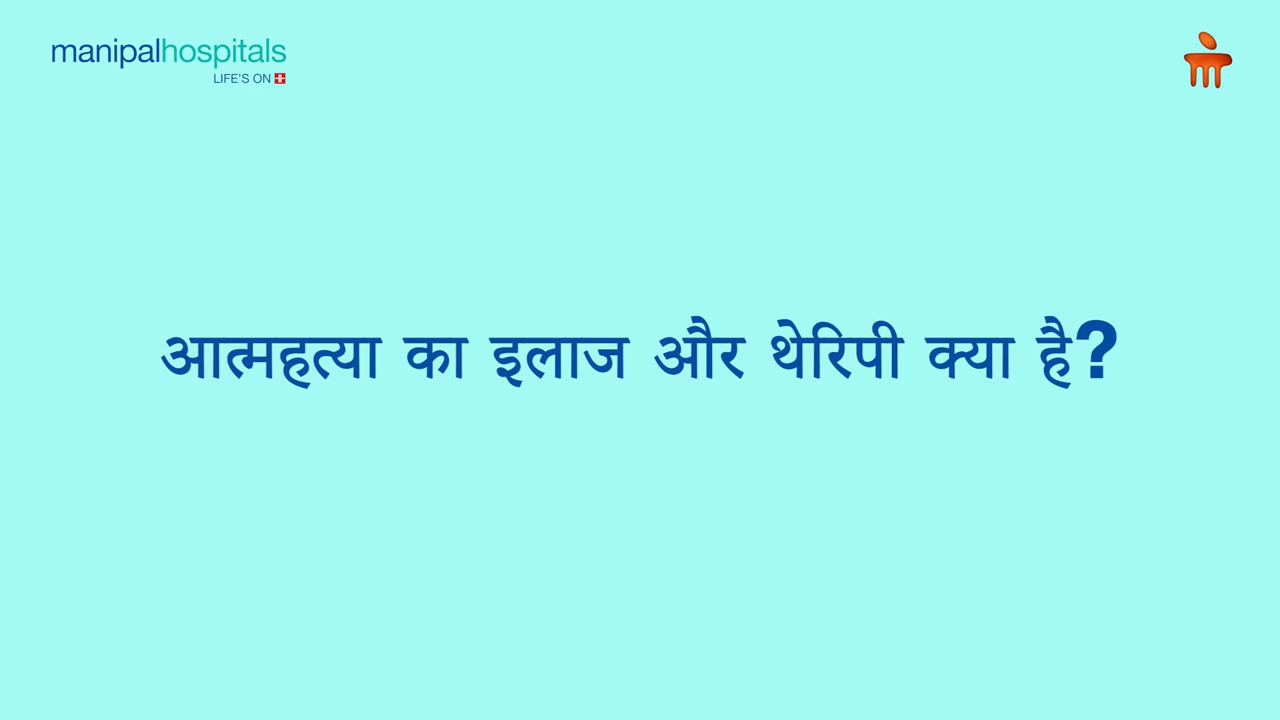 manipalhospitals
LIFE'S ON
आत्महत्या का इलाज और थेरिपी क्या है?